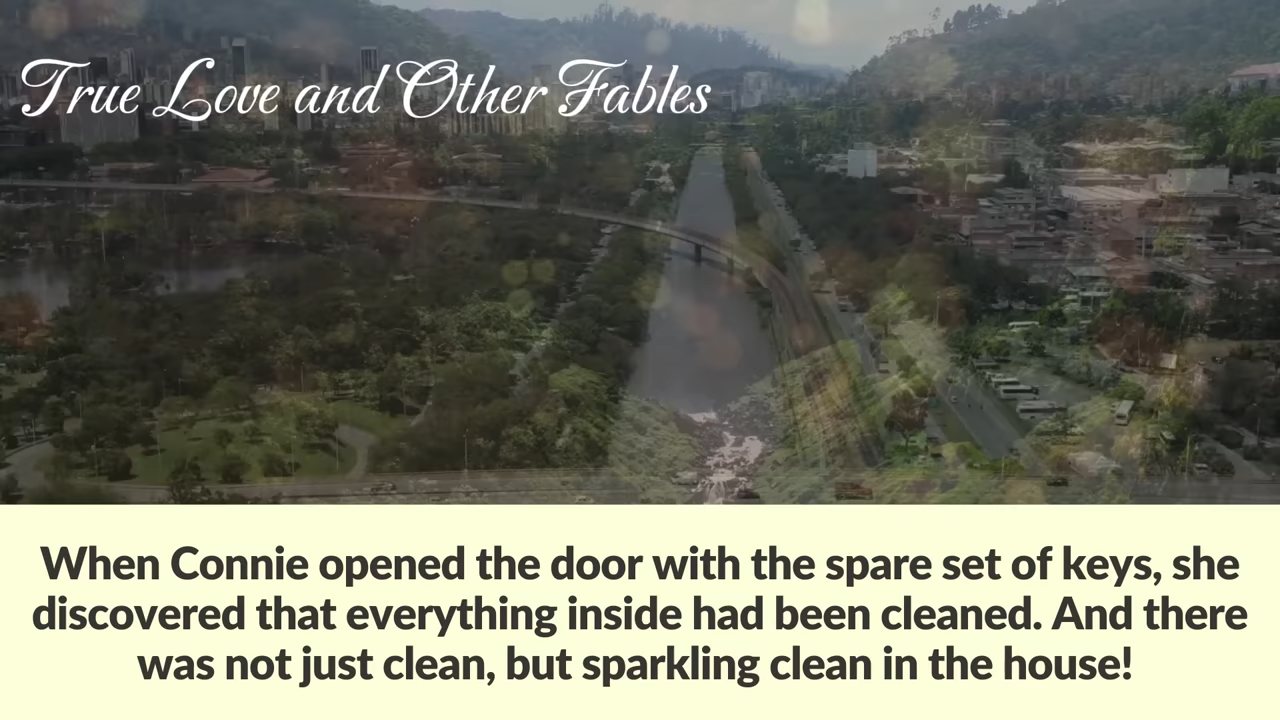 True Love and Other Fables
When Connie opened the door with the spare set of keys, she
discovered that everything inside had been cleaned. And there
was not just clean, but sparkling clean in the house!